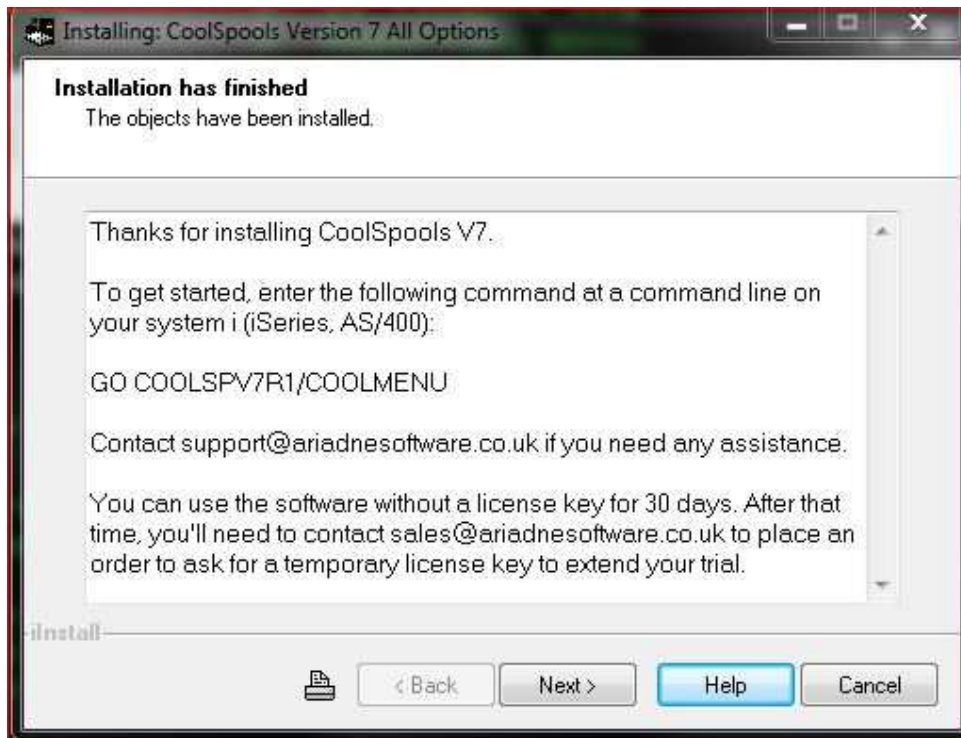 Installing: CoolSpools Version 7 All Options
Installation has finished
The objects have been installed.
Thanks for installing CoolSpools V7.
To get started, enter the following command at a command line on
your system i (iSeries, AS/400):
GO COOLSPV7R1/COOLMENU
Contact support@ariadnesoftware.co.uk if you need any assistance.
You can use the software without a license key for 30 days. After that
time, you'll need to contact sales@ariadnesoftware.co.uk to place an
order to ask for a temporary license key to extend your trial.
iInstall
< Back
Next >
Help
Cancel